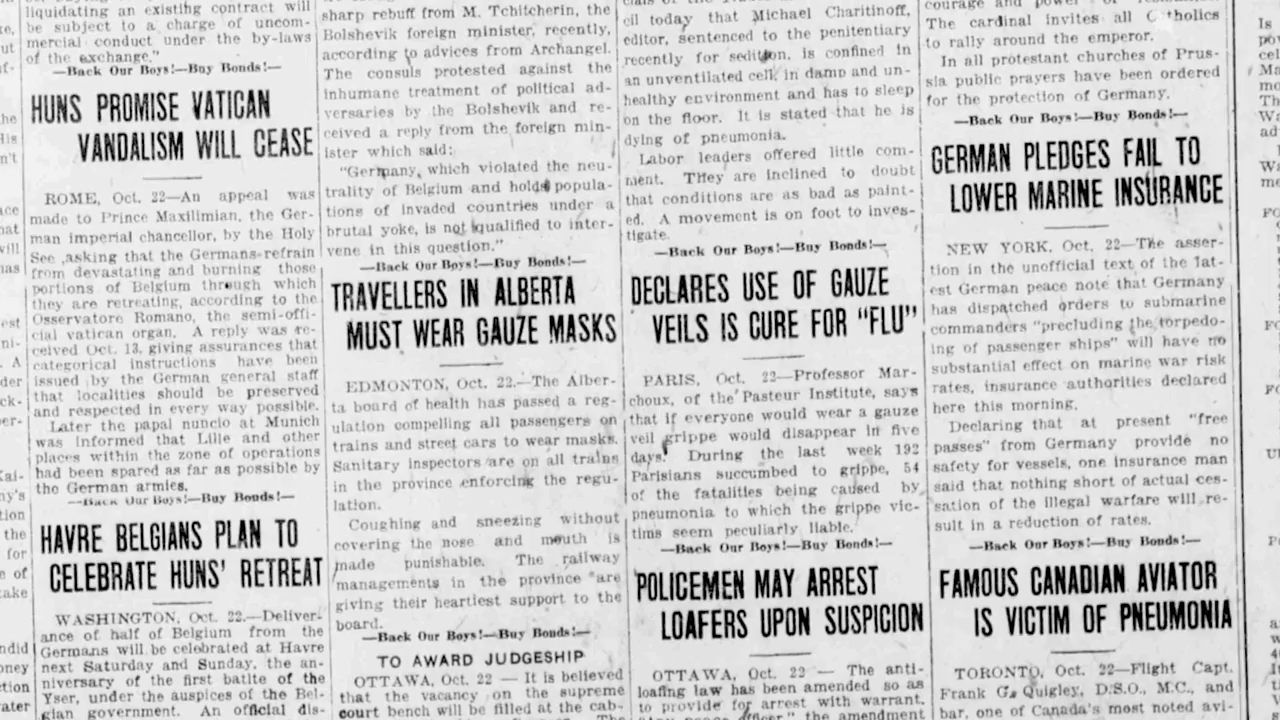 liquidating an existing contract will
be subject to a charge of uncom-
mercial conduct under the by-laws
of the exchange."
—Back Our Boys!—Buy Bonds!—
HUNS PROMISE VATICAN
VANDALISM WILL CEASE
ROME, Oct. 22—An appeal was
made to Prince Maxilimian, the Ger-
man imperial chancellor, by the Holy
See asking that the Germans refrain
from devastating and burning those
portions of Belgium through which
they are retreating, according to the
Osservatore Romano, the semi-offi-
cial vatican organ. A reply was re-
ceived Oct. 13, giving assurances that
categorical instructions have been
issued by the German general staff
that localities should be preserved
and respected in every way possible.
Later the papal nuncio at Munich
was informed that Lille and other
places within the zone of operations
had been spared as far as possible by
the German armies.
—Back Our Boys!—Buy Bonds!—
HAVRE BELGIANS PLAN TO
CELEBRATE HUNS' RETREAT
WASHINGTON, Oct. 22.—Deliver-
ance of half of Belgium from the
Germans will be celebrated at Havre
next Saturday and Sunday, the an-
niversary of the first batlte of the
Yser, under the auspices of the Bel-
gian government. An official dis-
sharp rebuff from M. Tchitcherin, the
Bolshevik foreign minister, recently,
according to advices from Archangel.
The consuls protested against the
inhumane treatment of political ad-
versaries by the Bolshevik and re-
ceived a reply from the foreign min-
ister which said:
"Germany, which violated the neu-
trality of Belgium and holds popula-
tions of invaded countries under a
brutal yoke, is not qualified to inter-
vene in this question."
—Back Our Boys!—Buy Bonds!—
TRAVELLERS IN ALBERTA
MUST WEAR GAUZE MASKS
EDMONTON, Oct. 22.—The Alber-
ta board of health has passed a reg-
ulation compelling all passengers on
trains and street cars to wear masks.
Sanitary inspectors are on all trains
in the province enforcing the regu-
lation.
Coughing and sneezing without
covering the nose and mouth is
made punishable. The railway
managements in the province are
giving their heartiest support to the
board.
—Back Our Boys!—Buy Bonds!—
TO AWARD JUDGESHIP
OTTAWA, Oct. 22 — It is believed
that the vacancy on the supreme
court bench will be filled at the cab-
cil today that Michael Charitinoff,
editor, sentenced to the penitentiary
recently for sedition, is confined in
an unventilated cell, in damp and un-
healthy environment and has to sleep
on the floor. It is stated that he is
dying of pneumonia.
Labor leaders offered little com-
ment. They are inclined to doubt
that conditions are as bad as paint-
ed. A movement is on foot to inves-
tigate.
—Back Our Boys!—Buy Bonds!—
DECLARES USE OF GAUZE
VEILS IS CURE FOR "FLU"
PARIS, Oct. 22—Professor Mar-
choux, of the Pasteur Institute, says
that if everyone would wear a gauze
veil grippe would disappear in five
days. During the last week 192
Parisians succumbed to grippe, 54
of the fatalities being caused by
pneumonia to which the grippe vic-
tims seem peculiarly liable.
—Back Our Boys!—Buy Bonds!—
POLICEMEN MAY ARREST
LOAFERS UPON SUSPICION
OTTAWA, Oct. 22 — The anti-
loafing law has been amended so as
to provide for arrest with warrant.
the amendment
courage and power of
The cardinal invites all Catholics
to rally around the emperor.
In all protestant churches of Prus-
sia public prayers have been ordered
for the protection of Germany.
—Back Our Boys!—Buy Bonds!—
GERMAN PLEDGES FAIL TO
LOWER MARINE INSURANCE
NEW YORK, Oct. 22—The asser-
tion in the unofficial text of the lat-
est German peace note that Germany
has dispatched orders to submarine
commanders "precluding the torpedo-
ing of passenger ships" will have no
substantial effect on marine war risk
rates, insurance authorities declared
here this morning.
Declaring that at present "free
passes" from Germany provide no
safety for vessels, one insurance man
said that nothing short of actual ces-
sation of the illegal warfare will re-
sult in a reduction of rates.
—Back Our Boys!—Buy Bonds!—
FAMOUS CANADIAN AVIATOR
IS VICTIM OF PNEUMONIA
TORONTO, Oct. 22—Flight Capt.
Frank G. Quigley, D.S.O., M.C., and
bar, one of Canada's most noted avi-